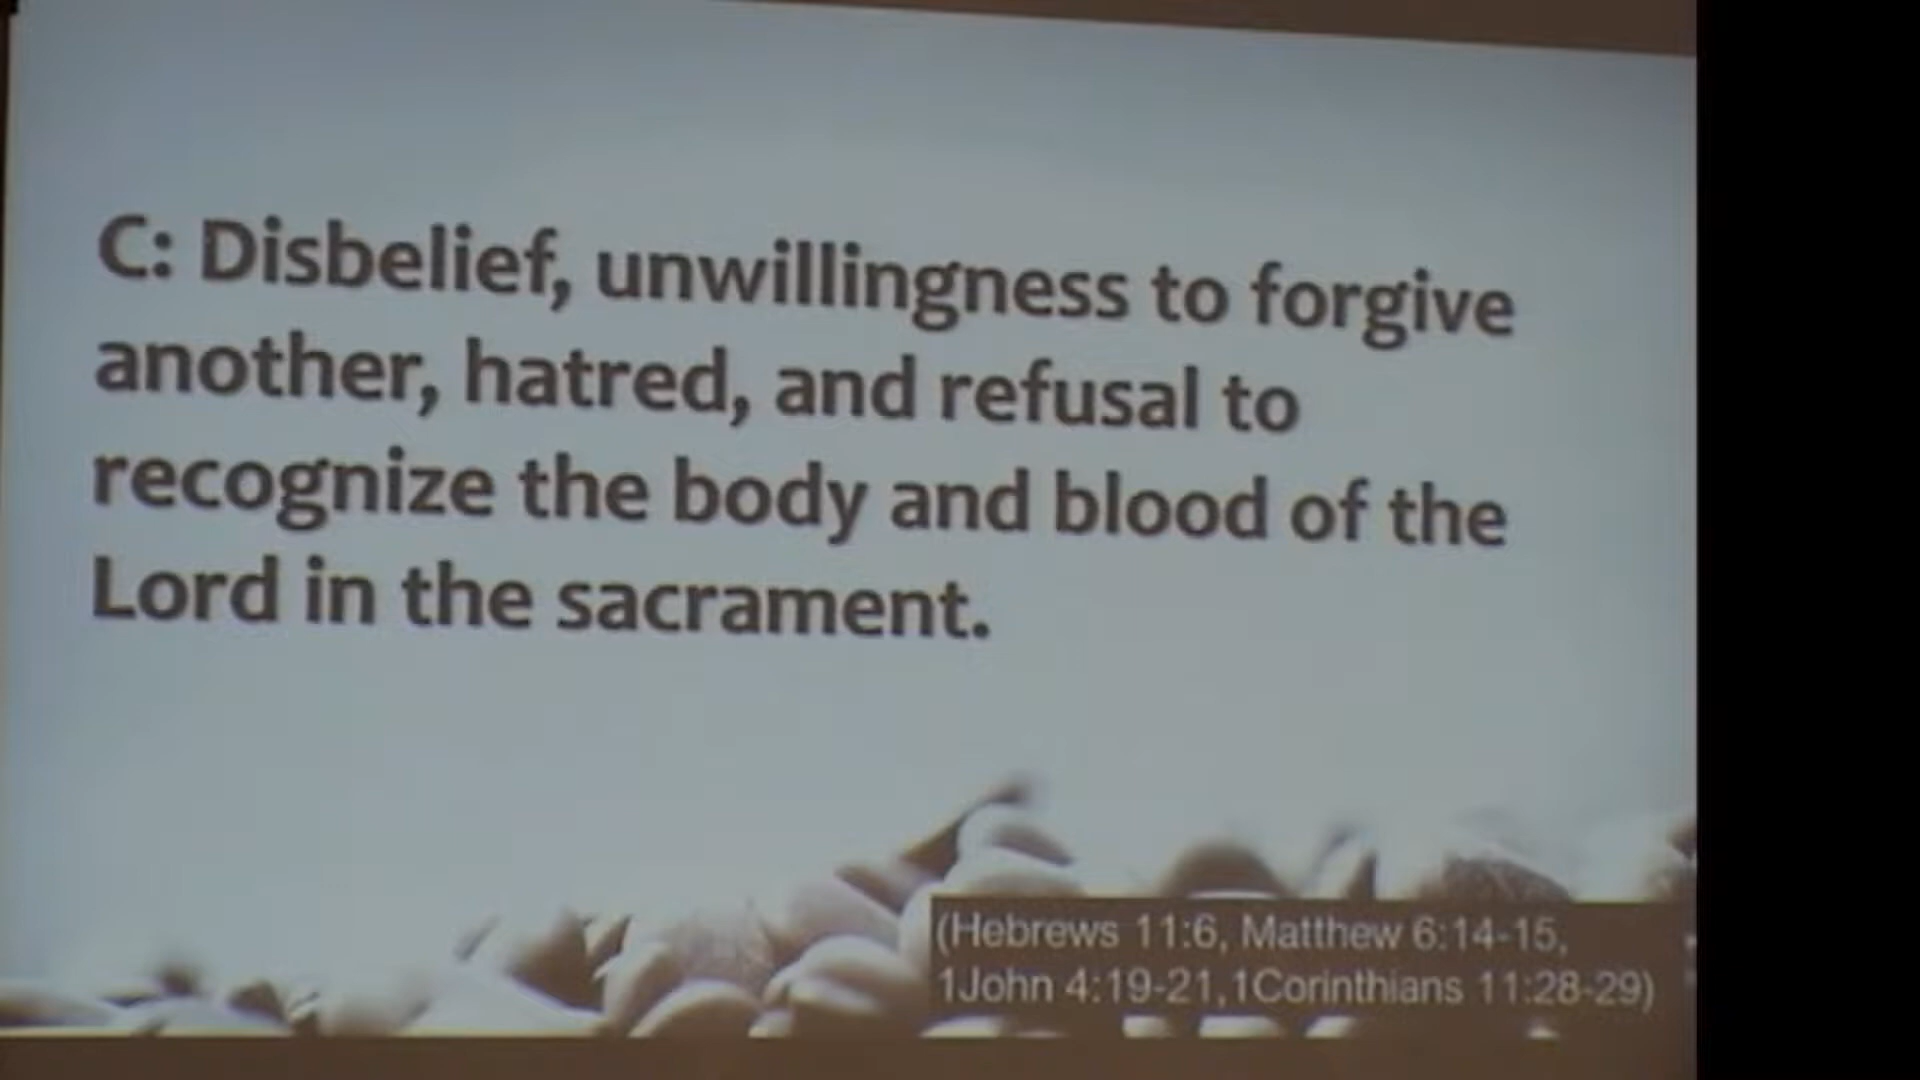 C: Disbelief, unwillingness to forgive
another, hatred, and refusal to
recognize the body and blood of the
Lord in the sacrament.
(Hebrews 11:6, Matthew 6:14-15,
1John 4:19-21,1Corinthians 11:28-29)